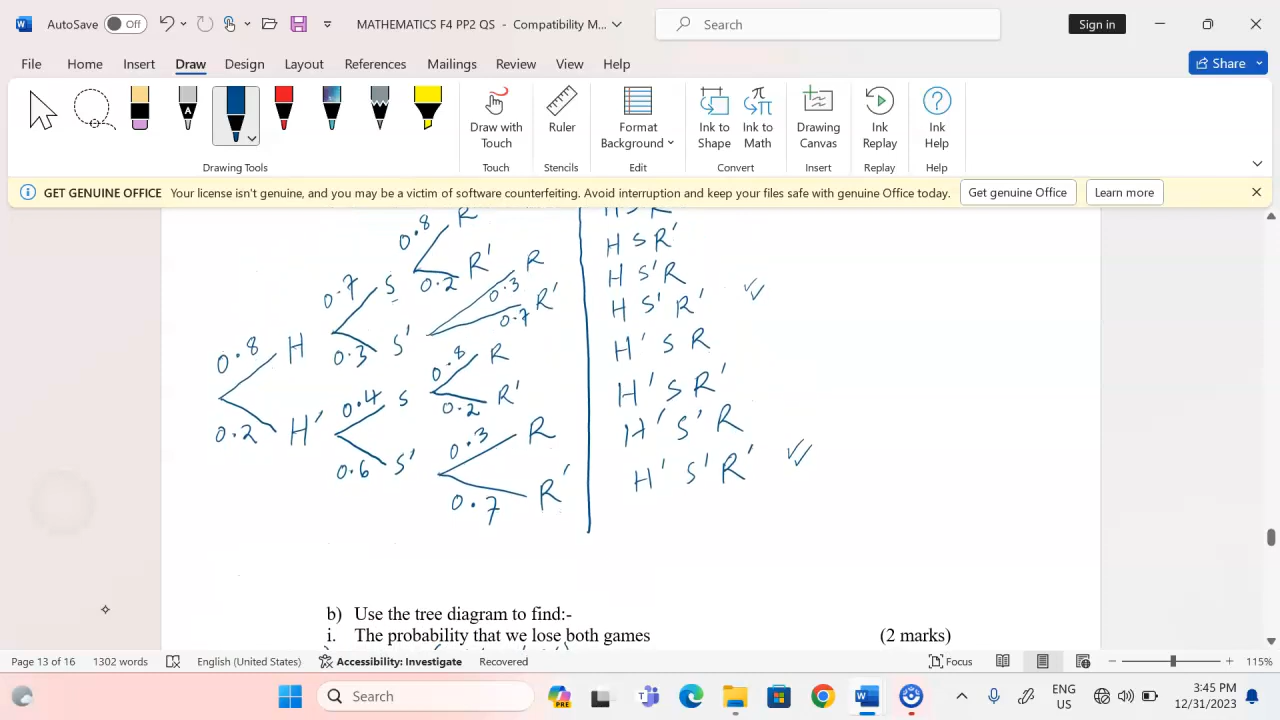 AutoSave Off MATHEMATICS F4 PP2 QS - Compatibility M... Search Sign in
File Home Insert Draw Design Layout References Mailings Review View Help Share
A
Draw with Touch Ruler Format Background Ink to Shape Ink to Math Drawing Canvas Ink Replay Ink Help
Drawing Tools Touch Stencils Edit Convert Insert Replay Help
GET GENUINE OFFICE Your license isn't genuine, and you may be a victim of software counterfeiting. Avoid interruption and keep your files safe with genuine Office today. Get genuine Office Learn more
0.8 R H S R
0.2 R' H S R'
0.7 S 0.3 R H S' R
0.3 S' 0.7 R' H S' R' ✓✓
0.8 H 0.8 R H' S R
0.4 S 0.2 R' H' S R'
0.2 H' 0.3 R H' S' R
0.6 S' 0.7 R' H' S' R' ✓✓
b) Use the tree diagram to find:-
i. The probability that we lose both games (2 marks)
Page 13 of 16 1302 words English (United States) Accessibility: Investigate Recovered Focus 115%
Search PRE ENG US 3:45 PM 12/31/2023